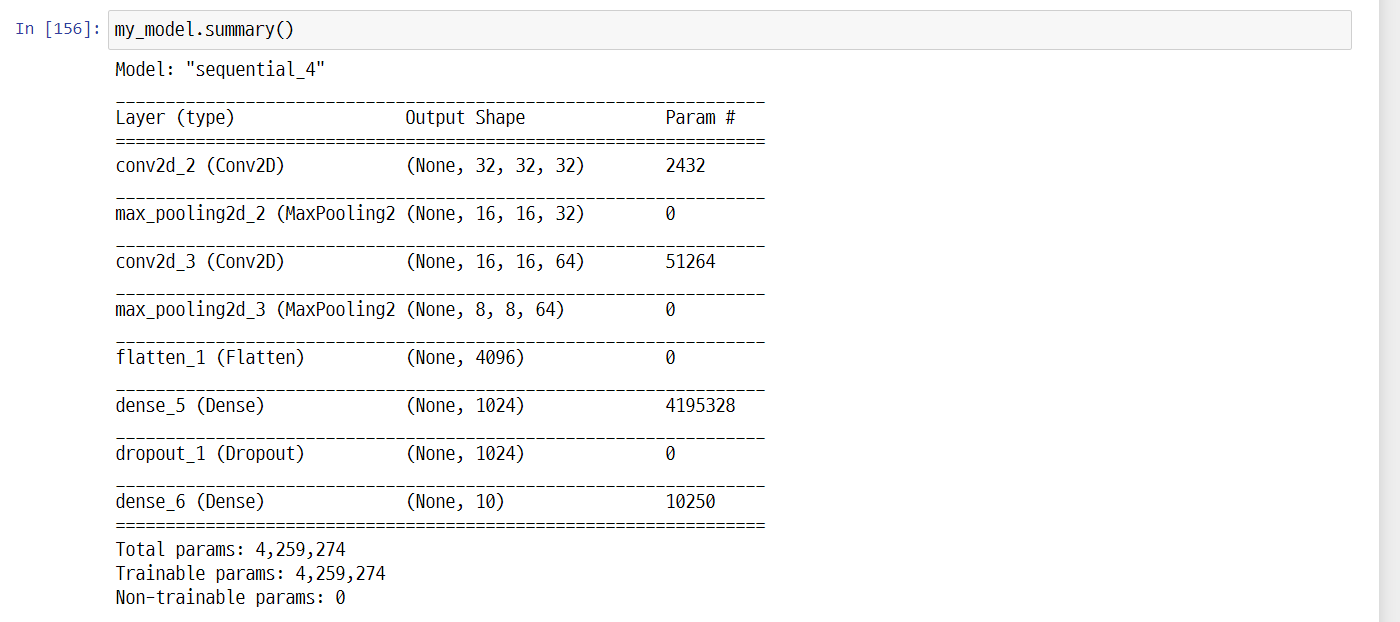 In [156]: my_model.summary()
Model: "sequential_4"
_________________________________________________________________
Layer (type)                 Output Shape              Param #
=================================================================
conv2d_2 (Conv2D)            (None, 32, 32, 32)        2432
_________________________________________________________________
max_pooling2d_2 (MaxPooling2 (None, 16, 16, 32)        0
_________________________________________________________________
conv2d_3 (Conv2D)            (None, 16, 16, 64)        51264
_________________________________________________________________
max_pooling2d_3 (MaxPooling2 (None, 8, 8, 64)          0
_________________________________________________________________
flatten_1 (Flatten)          (None, 4096)              0
_________________________________________________________________
dense_5 (Dense)              (None, 1024)              4195328
_________________________________________________________________
dropout_1 (Dropout)          (None, 1024)              0
_________________________________________________________________
dense_6 (Dense)              (None, 10)                10250
=================================================================
Total params: 4,259,274
Trainable params: 4,259,274
Non-trainable params: 0